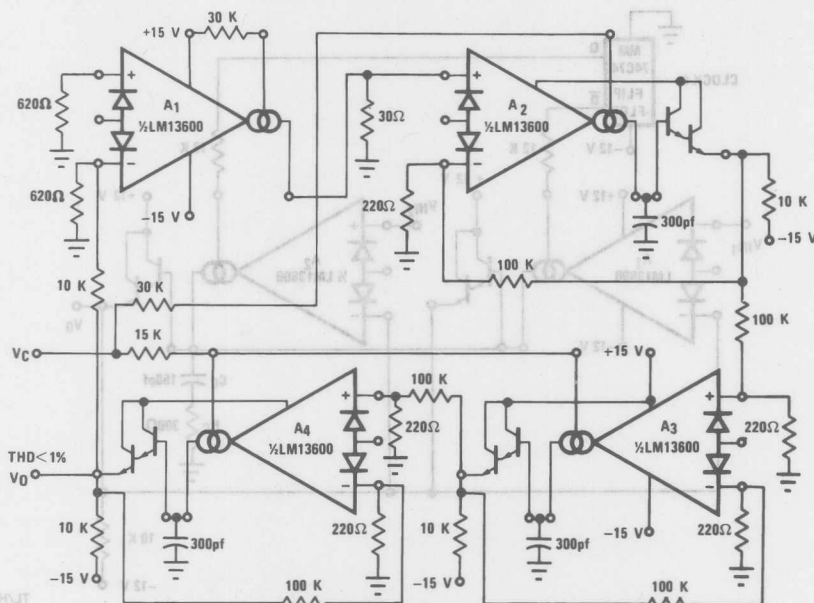 30 K
+15 V
620Ω
A1
½LM13600
30Ω
A2
½LM13600
620Ω
-15 V
220Ω
300pf
10 K
-15 V
10 K
30 K
100 K
100 K
15 K
VC
+15 V
100 K
A4
½LM13600
220Ω
A3
½LM13600
220Ω
THD<1%
VO
10 K
300pf
220Ω
10 K
300pf
220Ω
-15 V
-15 V
-15 V
100 K
100 K